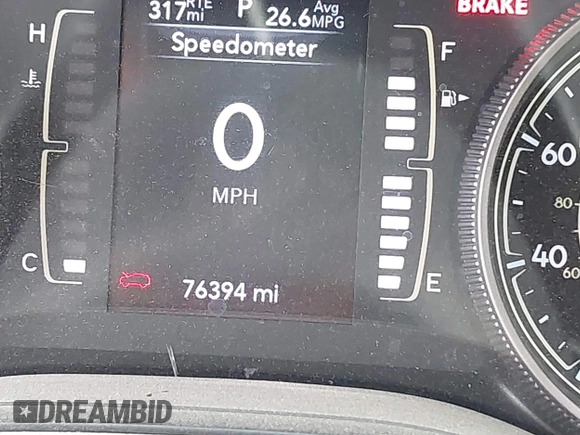 317 RTE mi P 26.6 Avg MPG
BRAKE
Speedometer
H
F
0
MPH
60
80
40
60
C
E
76394 mi
DREAMBID